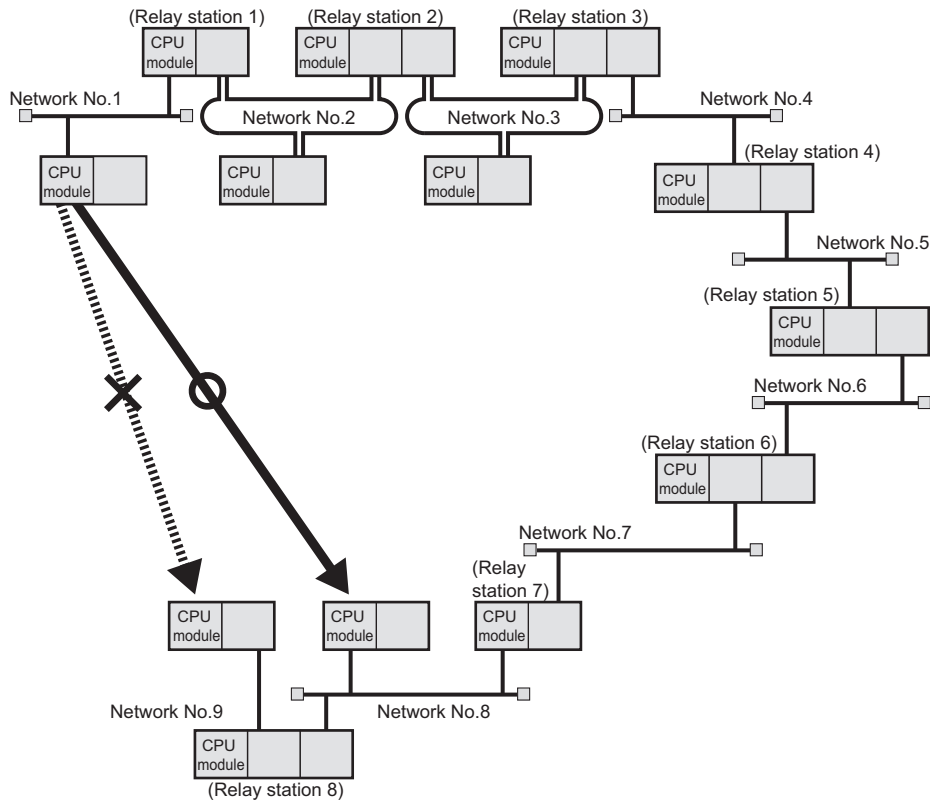 (Relay station 1)
(Relay station 2)
(Relay station 3)
CPU
module
CPU
module
CPU
module
Network No.1
Network No.2
Network No.3
Network No.4
CPU
module
CPU
module
CPU
module
(Relay station 4)
CPU
module
Network No.5
(Relay station 5)
CPU
module
Network No.6
(Relay station 6)
CPU
module
Network No.7
(Relay
station 7)
CPU
module
CPU
module
CPU
module
Network No.9
Network No.8
CPU
module
(Relay station 8)